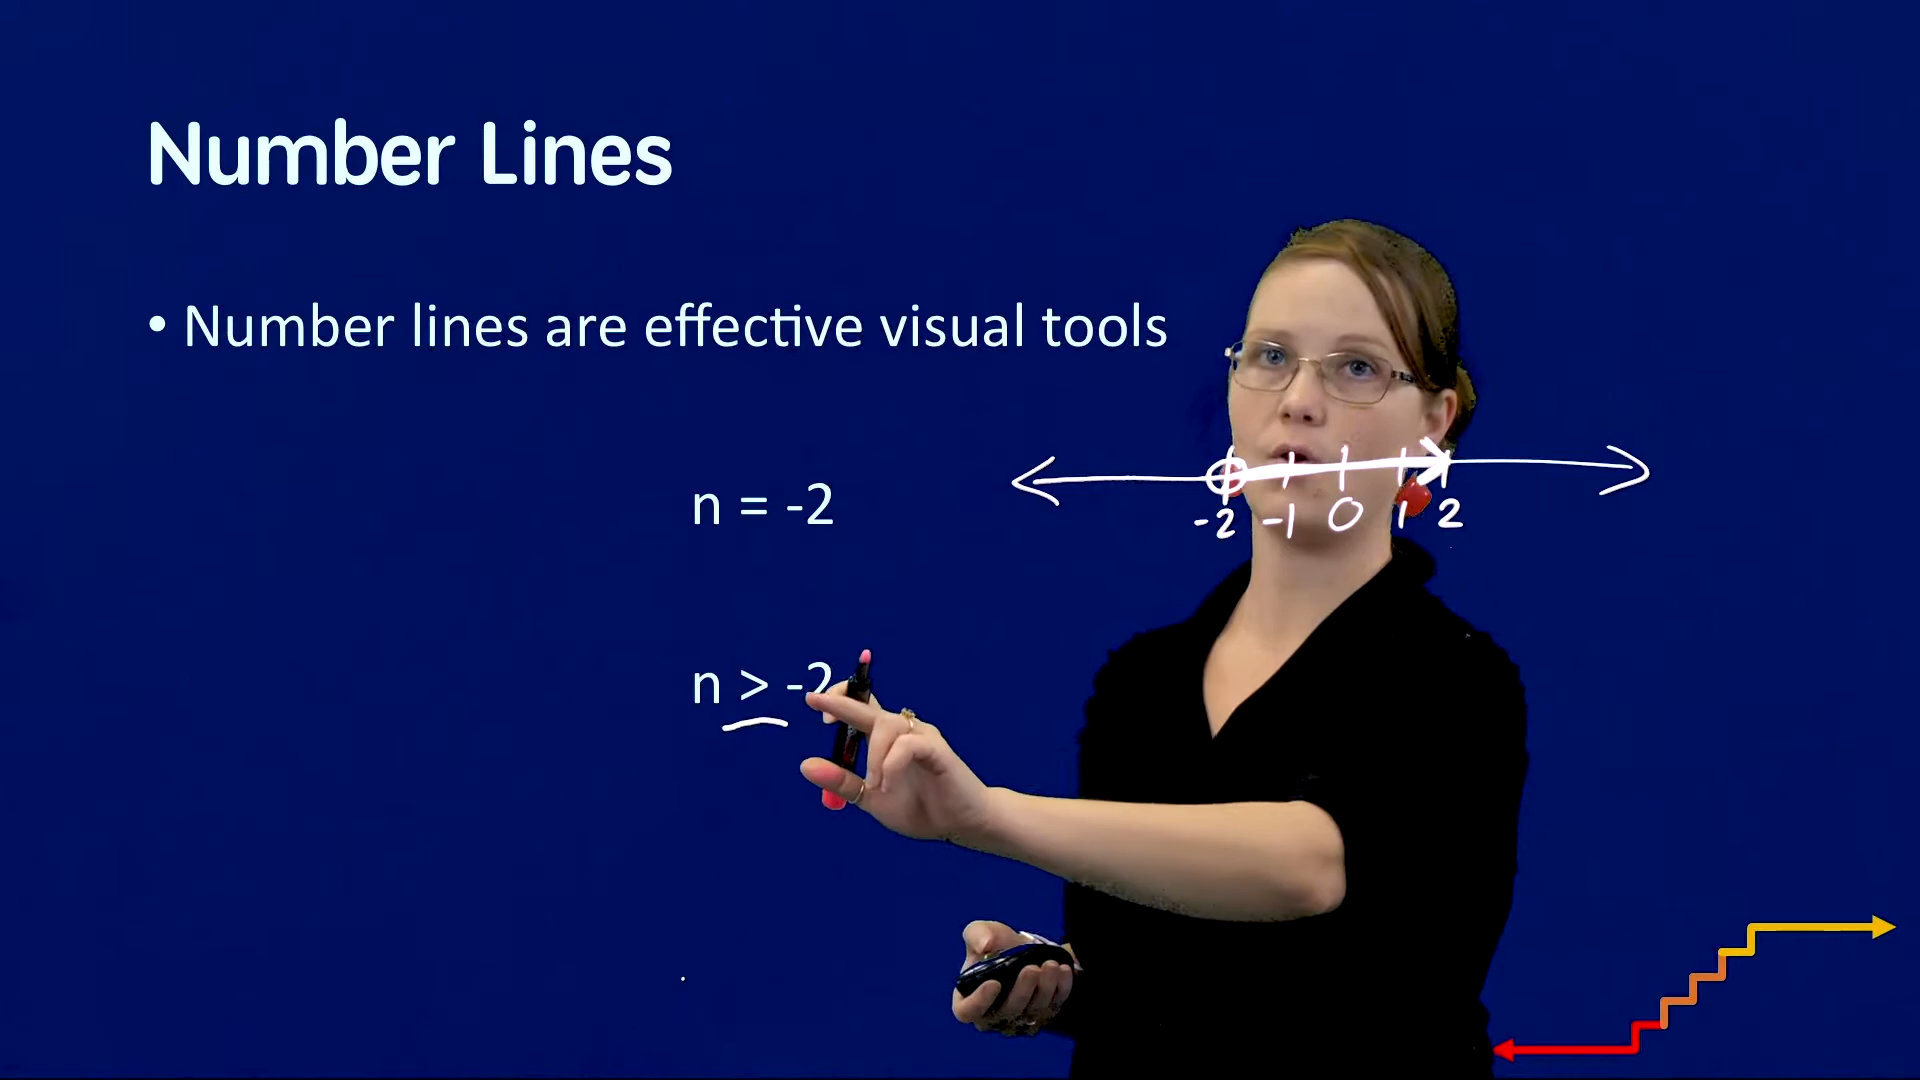 Number Lines
• Number lines are effective visual tools
n = -2
-2 -1 0 1 2
n > -2